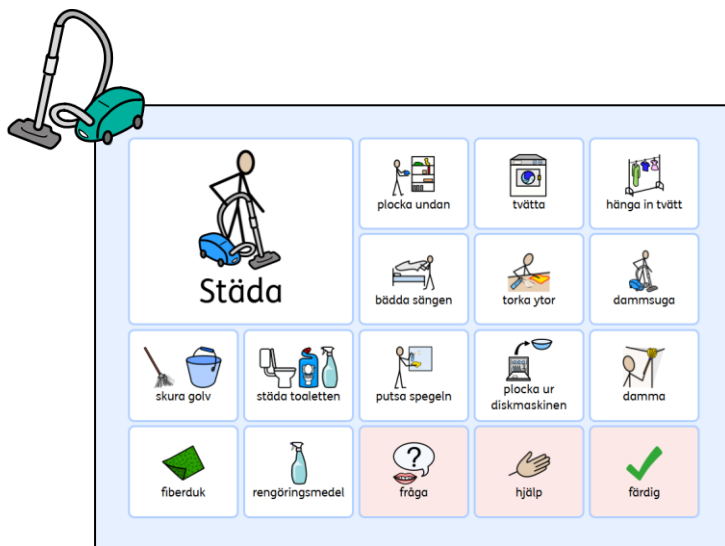 Städa
plocka undan
tvätta
hänga in tvätt
bädda sängen
torka ytor
dammsuga
skura golv
städa toaletten
putsa spegeln
plocka ur
diskmaskinen
damma
fiberduk
rengöringsmedel
?
fråga
hjälp
färdig